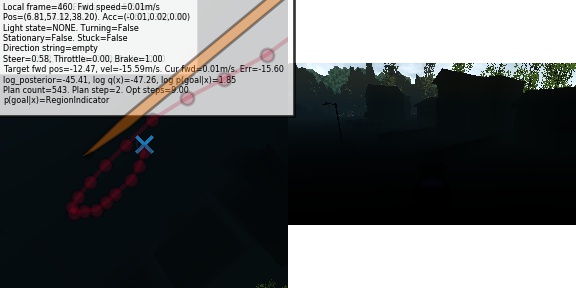 Local frame=460. Fwd speed=0.01m/s
Pos=(6.81,57.12,38.20). Acc=(-0.01,0.02,0.00)
Light state=NONE. Turning=False
Stationary=False. Stuck=False
Direction string=empty
Steer=0.58, Throttle=0.00, Brake=1.00
Target fwd pos=-12.47, vel=-15.59m/s. Cur fwd=0.01m/s. Err=-15.60
log_posterior=-45.41, log q(x)=-47.26, log p(goal|x)=1.85
Plan count=543. Plan step=2. Opt steps=9.00
p(goal|x)=RegionIndicator